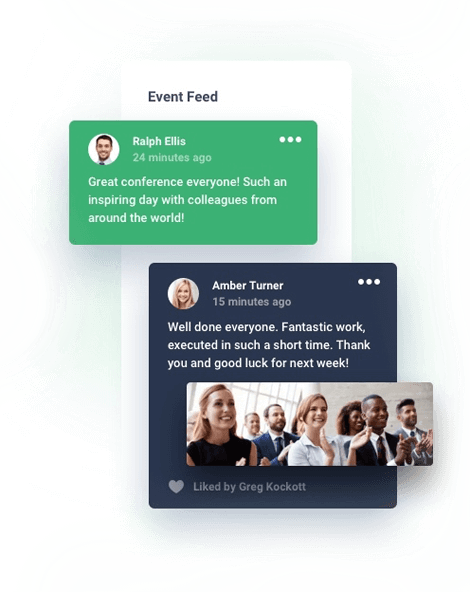 Event Feed
Ralph Ellis
24 minutes ago
Great conference everyone! Such an
inspiring day with colleagues from
around the world!
Amber Turner
15 minutes ago
Well done everyone. Fantastic work,
executed in such a short time. Thank
you and good luck for next week!
Liked by Greg Kockott